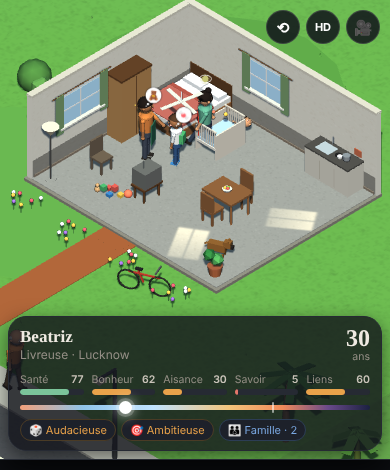 HD
Beatriz
30
Livreuse · Lucknow
ans
Santé 77 Bonheur 62 Aisance 30 Savoir 5 Liens 60
Audacieuse
Ambitieuse
Famille · 2